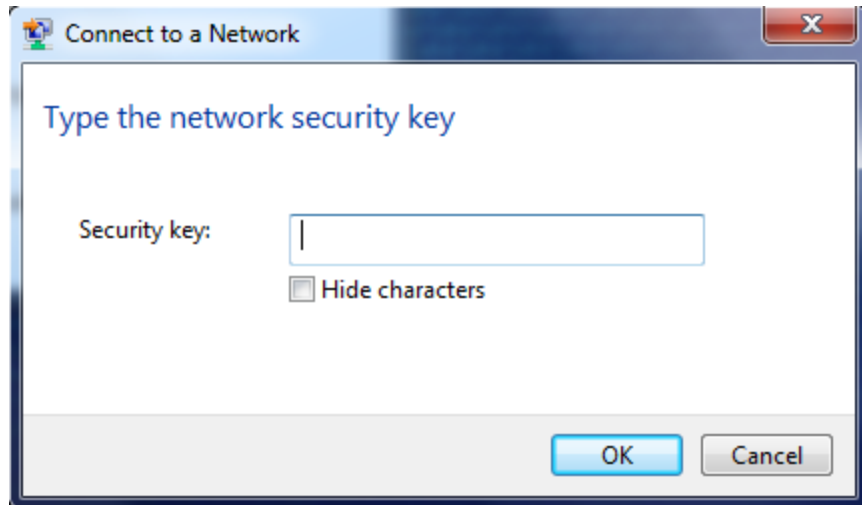 Connect to a Network
Type the network security key
Security key:
Hide characters
OK Cancel